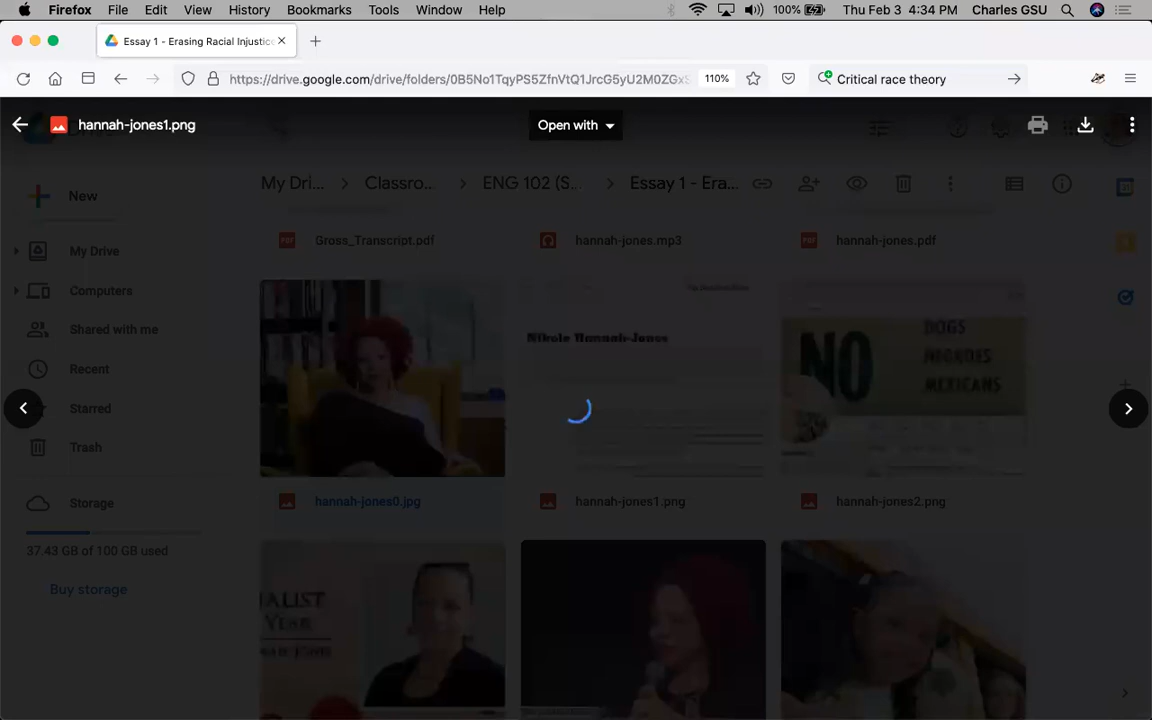 Firefox File Edit View History Bookmarks Tools Window Help 100% Thu Feb 3 4:34 PM Charles GSU
Essay 1 - Erasing Racial Injustic
https://drive.google.com/drive/folders/0B5No1TqyPS5ZfnVtQ1JrcG5yU2M0ZGxS 110% Critical race theory
hannah-jones1.png Open with
New My Dri... Classro... ENG 102 (S... Essay 1 - Era...
My Drive Gross_Transcript.pdf hannah-jones.mp3 hannah-jones.pdf
Computers
Shared with me
Recent
Starred
Trash
Storage
37.43 GB of 100 GB used
Buy storage
Nikole Hannah-Jones
NO DOGS
NEGROES
MEXICANS
hannah-jones0.jpg hannah-jones1.png hannah-jones2.png